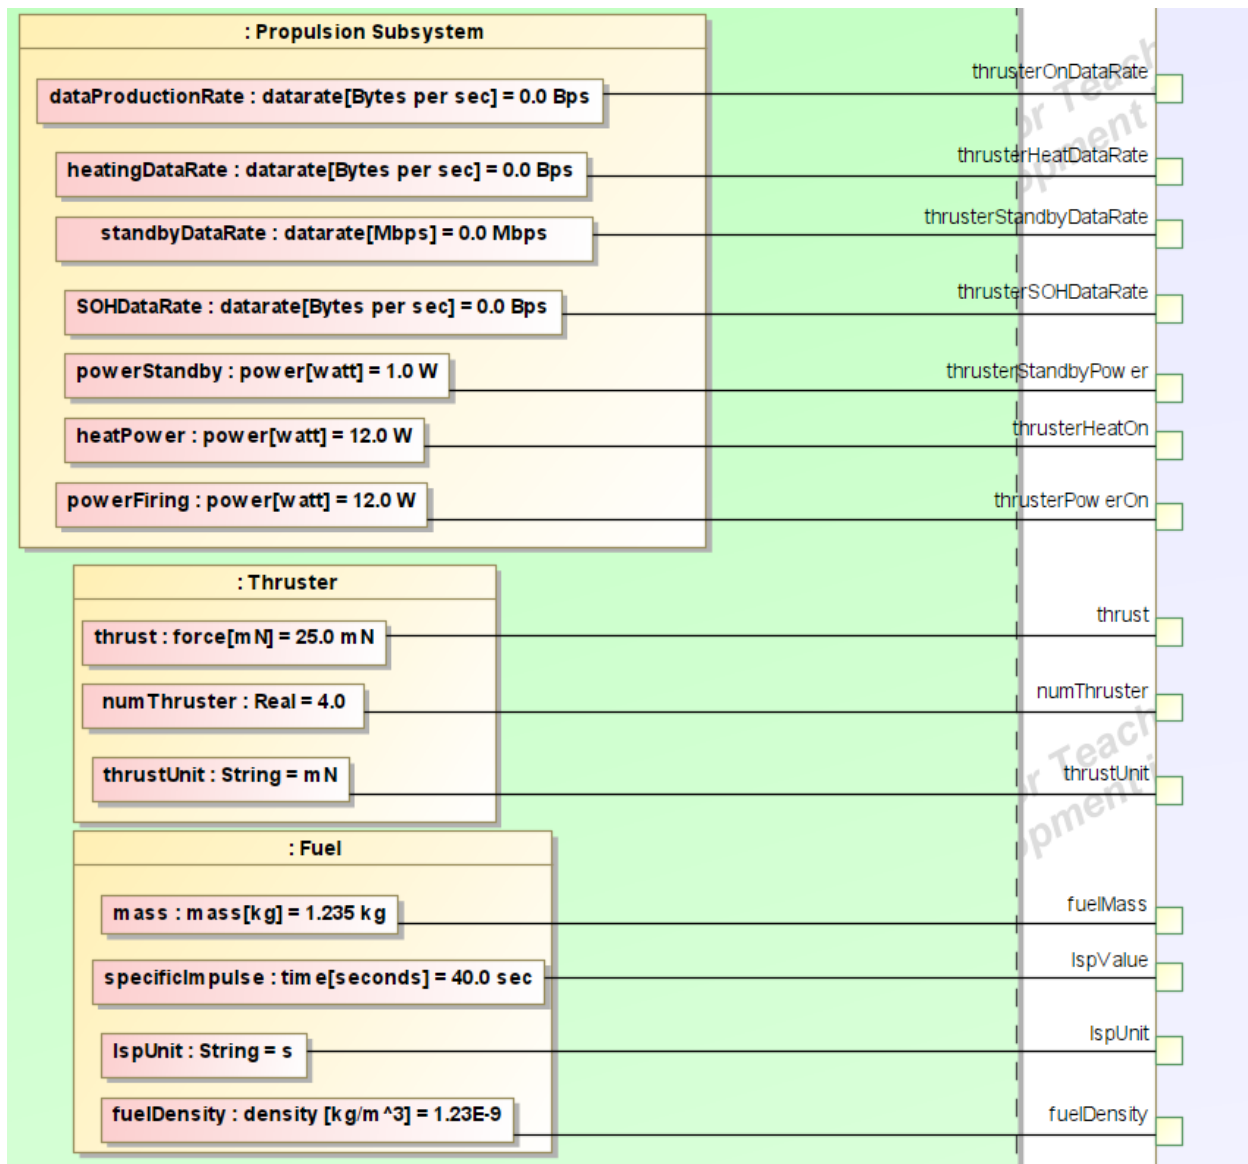 : Propulsion Subsystem
dataProductionRate : datarate[Bytes per sec] = 0.0 Bps
thrusterOnDataRate
heatingDataRate : datarate[Bytes per sec] = 0.0 Bps
thrusterHeatDataRate
standbyDataRate : datarate[Mbps] = 0.0 Mbps
thrusterStandbyDataRate
SOHDataRate : datarate[Bytes per sec] = 0.0 Bps
thrusterSOHDataRate
powerStandby : power[watt] = 1.0 W
thrusterStandbyPower
heatPower : power[watt] = 12.0 W
thrusterHeatOn
powerFiring : power[watt] = 12.0 W
thrusterPowerOn
: Thruster
thrust : force[mN] = 25.0 mN
thrust
numThruster : Real = 4.0
numThruster
thrustUnit : String = mN
thrustUnit
: Fuel
mass : mass[kg] = 1.235 kg
fuelMass
specificImpulse : time[seconds] = 40.0 sec
IspValue
IspUnit : String = s
IspUnit
fuelDensity : density [kg/m^3] = 1.23E-9
fuelDensity